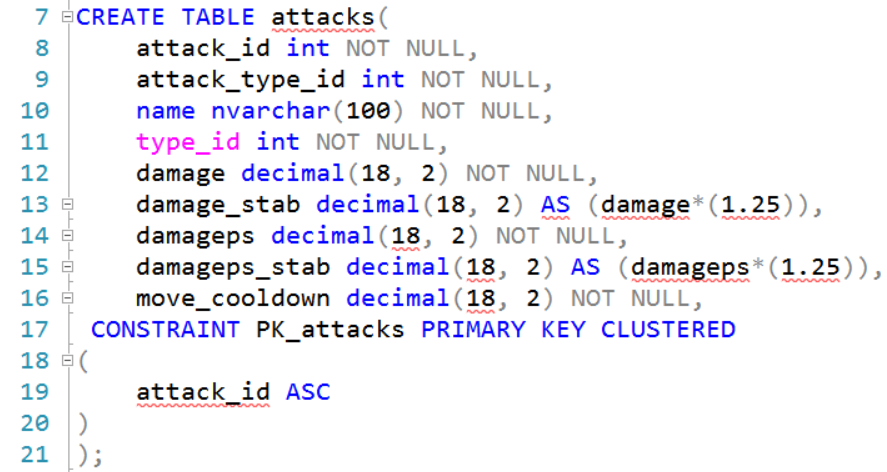 7 CREATE TABLE attacks(
8 attack_id int NOT NULL,
9 attack_type_id int NOT NULL,
10 name nvarchar(100) NOT NULL,
11 type_id int NOT NULL,
12 damage decimal(18, 2) NOT NULL,
13 damage_stab decimal(18, 2) AS (damage*(1.25)),
14 damageps decimal(18, 2) NOT NULL,
15 damageps_stab decimal(18, 2) AS (damageps*(1.25)),
16 move_cooldown decimal(18, 2) NOT NULL,
17 CONSTRAINT PK_attacks PRIMARY KEY CLUSTERED
18 (
19 attack_id ASC
20 )
21 );